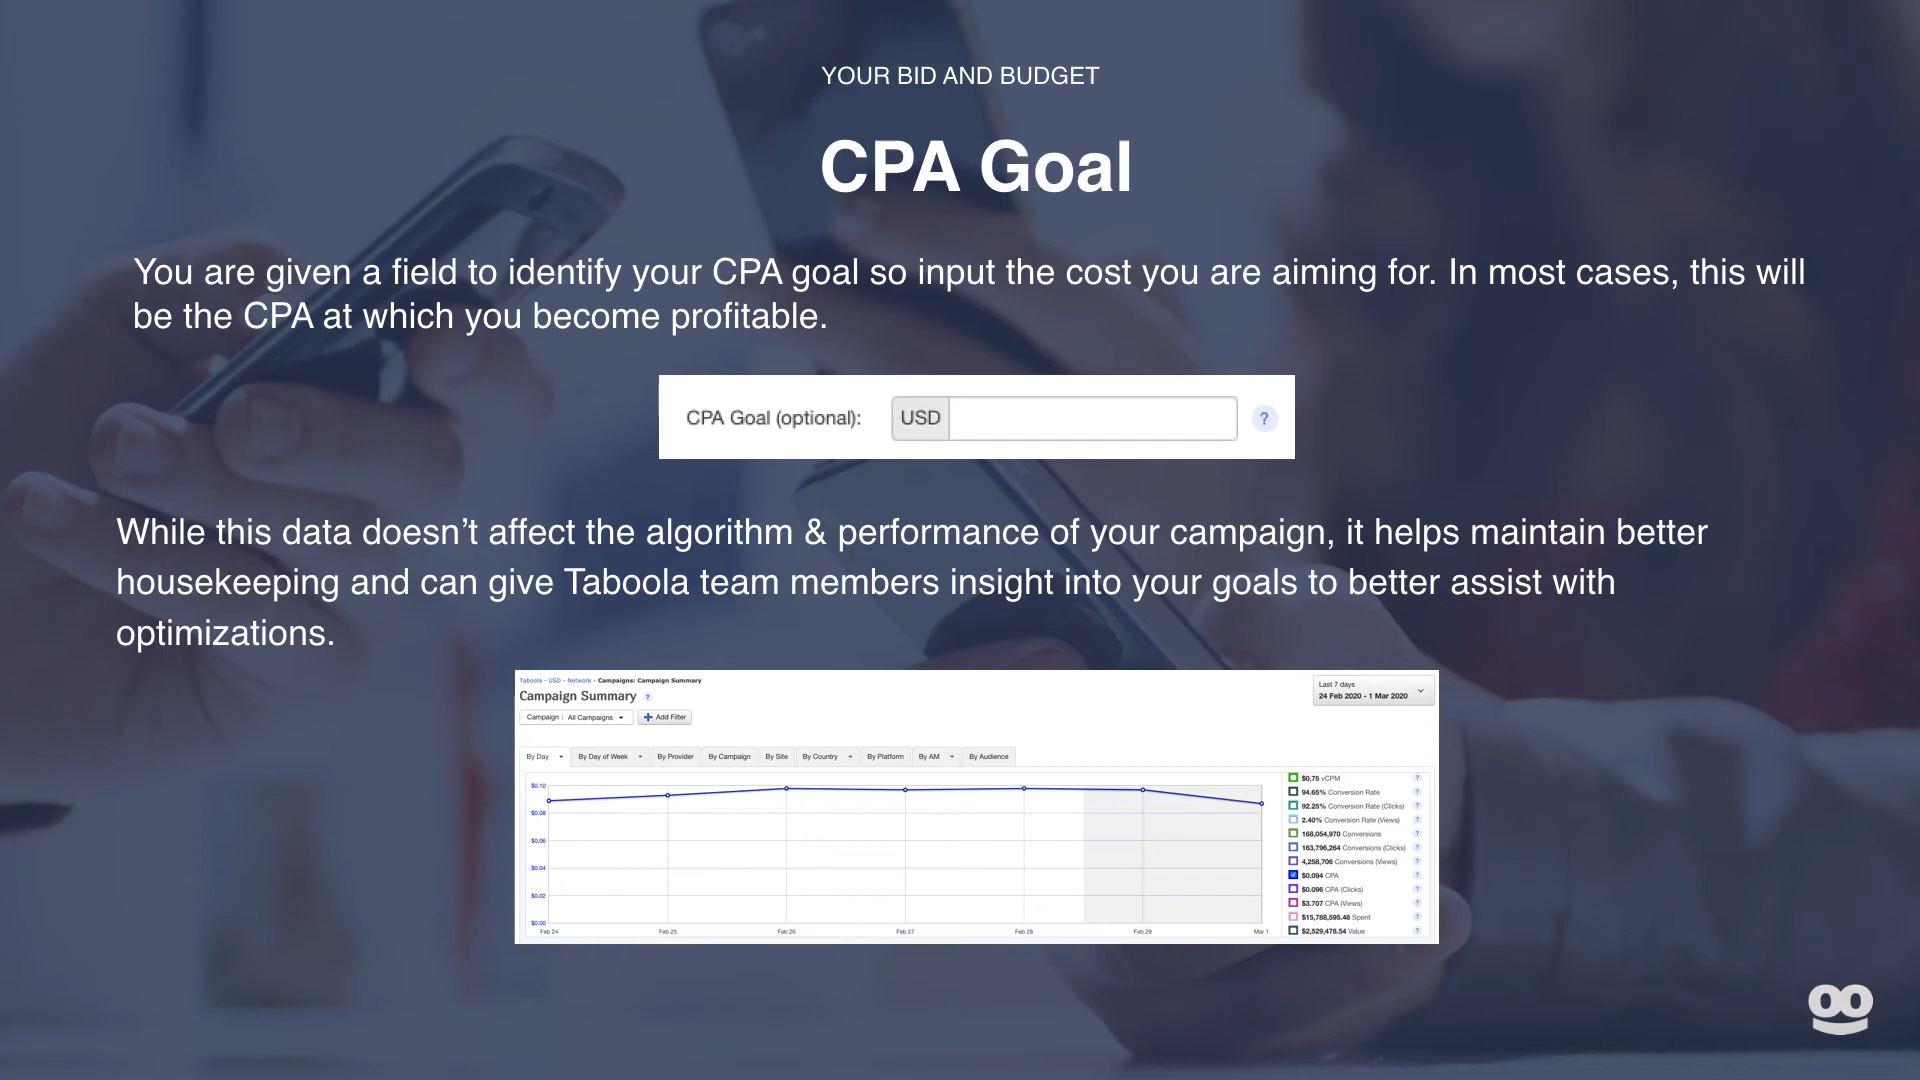 YOUR BID AND BUDGET
CPA Goal
You are given a field to identify your CPA goal so input the cost you are aiming for. In most cases, this will
be the CPA at which you become profitable.
CPA Goal (optional):
USD
?
While this data doesn’t affect the algorithm & performance of your campaign, it helps maintain better
housekeeping and can give Taboola team members insight into your goals to better assist with
optimizations.
Taboola - USD - Network › Campaigns: Campaign Summary
Campaign Summary ?
Last 7 days
24 Feb 2020 - 1 Mar 2020
Campaign : All Campaigns
Add Filter
By Day
By Day of Week
By Provider
By Campaign
By Site
By Country
By Platform
By AM
By Audience
$0.10
$0.08
$0.06
$0.04
$0.02
$0.00
Feb 24
Feb 25
Feb 26
Feb 27
Feb 28
Feb 29
Mar 1
$0.75 vCPM ?
94.65% Conversion Rate ?
92.25% Conversion Rate (Clicks) ?
2.40% Conversion Rate (Views) ?
168,054,970 Conversions ?
163,796,264 Conversions (Clicks) ?
4,258,706 Conversions (Views) ?
$0.094 CPA ?
$0.096 CPA (Clicks) ?
$3.707 CPA (Views) ?
$15,788,595.48 Spent ?
$2,529,478.54 Value ?